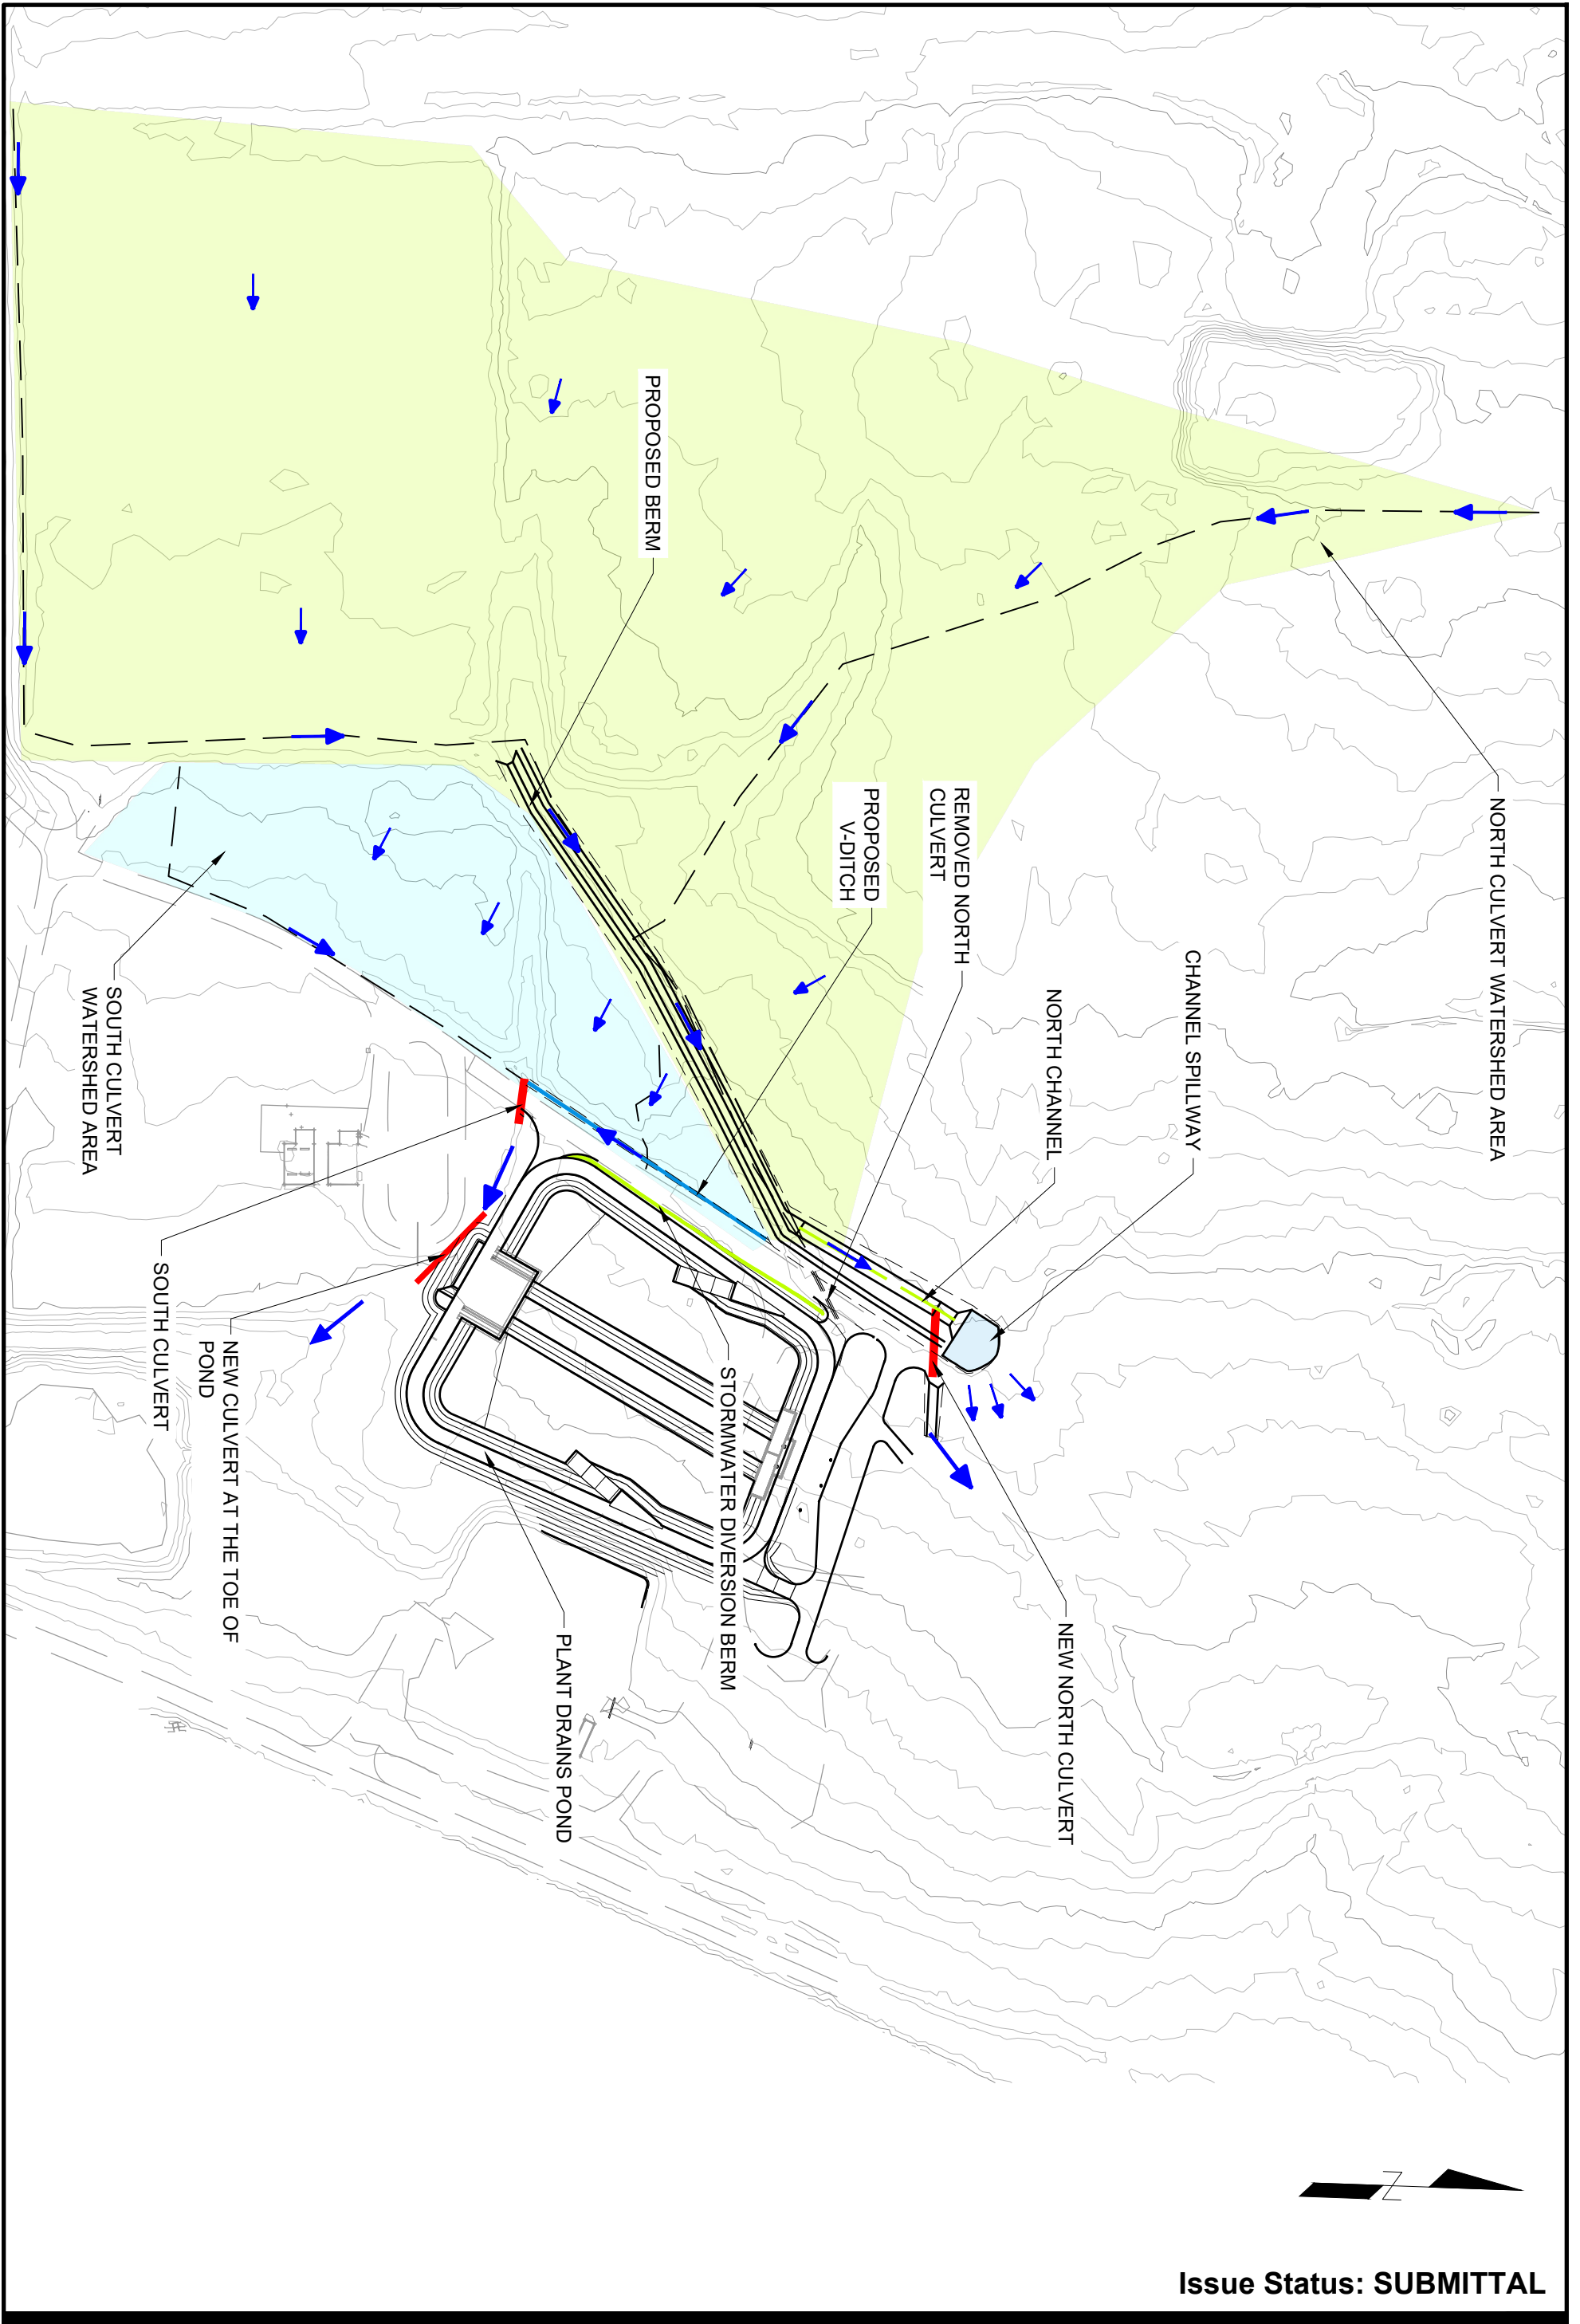 NORTH CULVERT WATERSHED AREA
CHANNEL SPILLWAY
NORTH CHANNEL
REMOVED NORTH
CULVERT
PROPOSED
V-DITCH
PROPOSED BERM
NEW NORTH CULVERT
STORMWATER DIVERSION BERM
PLANT DRAINS POND
NEW CULVERT AT THE TOE OF
POND
SOUTH CULVERT
SOUTH CULVERT
WATERSHED AREA
N
Issue Status: SUBMITTAL